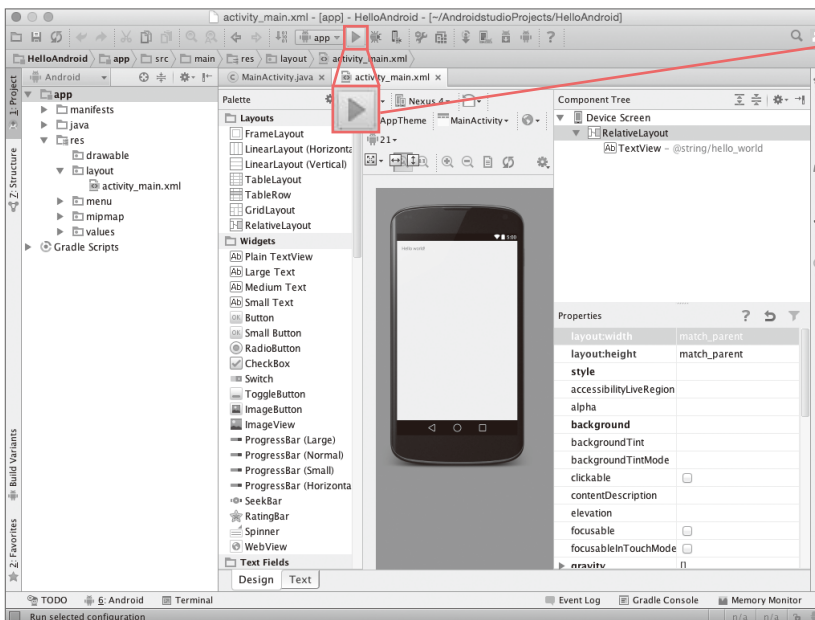 activity_main.xml - [app] - HelloAndroid - [~/AndroidstudioProjects/HelloAndroid]
app
?
HelloAndroid app src main res layout activity_main.xml
1: Project
Z: Structure
Build Variants
2: Favorites
Android
app
manifests
java
res
drawable
layout
activity_main.xml
menu
mipmap
values
Gradle Scripts
MainActivity.java × activity_main.xml ×
Palette
Layouts
FrameLayout
LinearLayout (Horizonta
LinearLayout (Vertical)
TableLayout
TableRow
GridLayout
RelativeLayout
Widgets
Plain TextView
Large Text
Medium Text
Small Text
Button
Small Button
RadioButton
CheckBox
Switch
ToggleButton
ImageButton
ImageView
ProgressBar (Large)
ProgressBar (Normal)
ProgressBar (Small)
ProgressBar (Horizonta
SeekBar
RatingBar
Spinner
WebView
Text Fields
Design Text
Nexus 4
AppTheme MainActivity
21
5:00
Hello world!
Component Tree
Device Screen
RelativeLayout
Ab TextView - @string/hello_world
Properties ?
layout:width match_parent
layout:height match_parent
style
accessibilityLiveRegion
alpha
background
backgroundTint
backgroundTintMode
clickable
contentDescription
elevation
focusable
focusableInTouchMode
gravity []
TODO 6: Android Terminal Event Log Gradle Console Memory Monitor
Run selected configuration n/a n/a